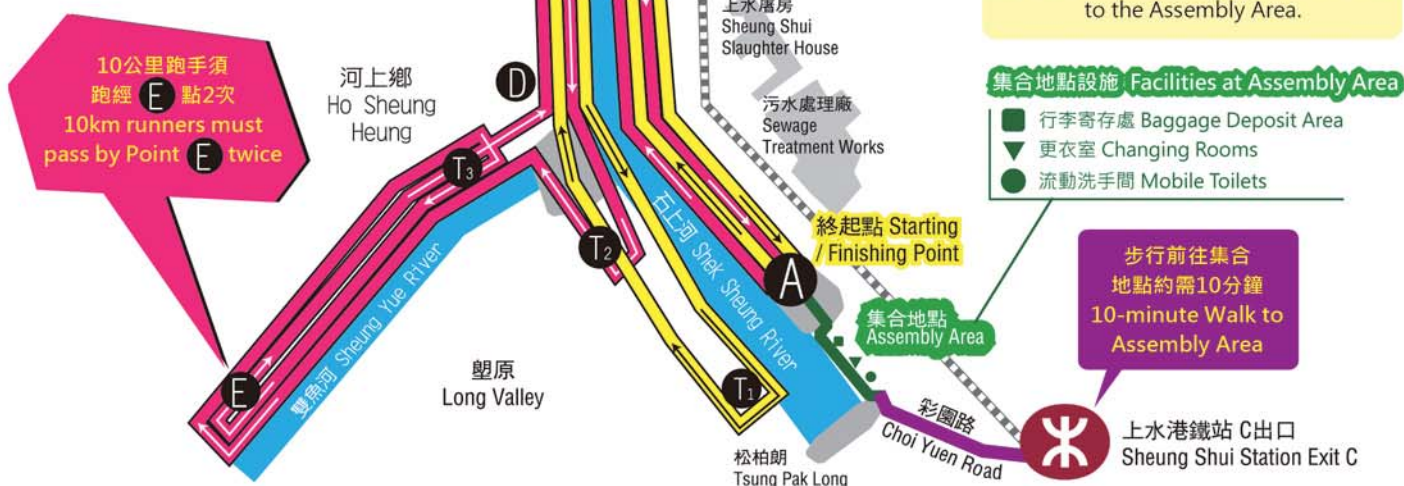 上水屠房
Sheung Shui
Slaughter House
to the Assembly Area.
10公里跑手須
跑經 E 點2次
10km runners must
pass by Point E twice
河上鄉
Ho Sheung
Heung
D
污水處理廠
Sewage
Treatment Works
集合地點設施 Facilities at Assembly Area
行李寄存處 Baggage Deposit Area
更衣室 Changing Rooms
流動洗手間 Mobile Toilets
T3
T2
石上河 Shek Sheung River
終起點 Starting
/ Finishing Point
A
步行前往集合
地點約需10分鐘
10-minute Walk to
Assembly Area
集合地點
Assembly Area
雙魚河 Sheung Yue River
E
塱原
Long Valley
T1
彩園路
Choi Yuen Road
上水港鐵站 C出口
Sheung Shui Station Exit C
松柏朗
Tsung Pak Long